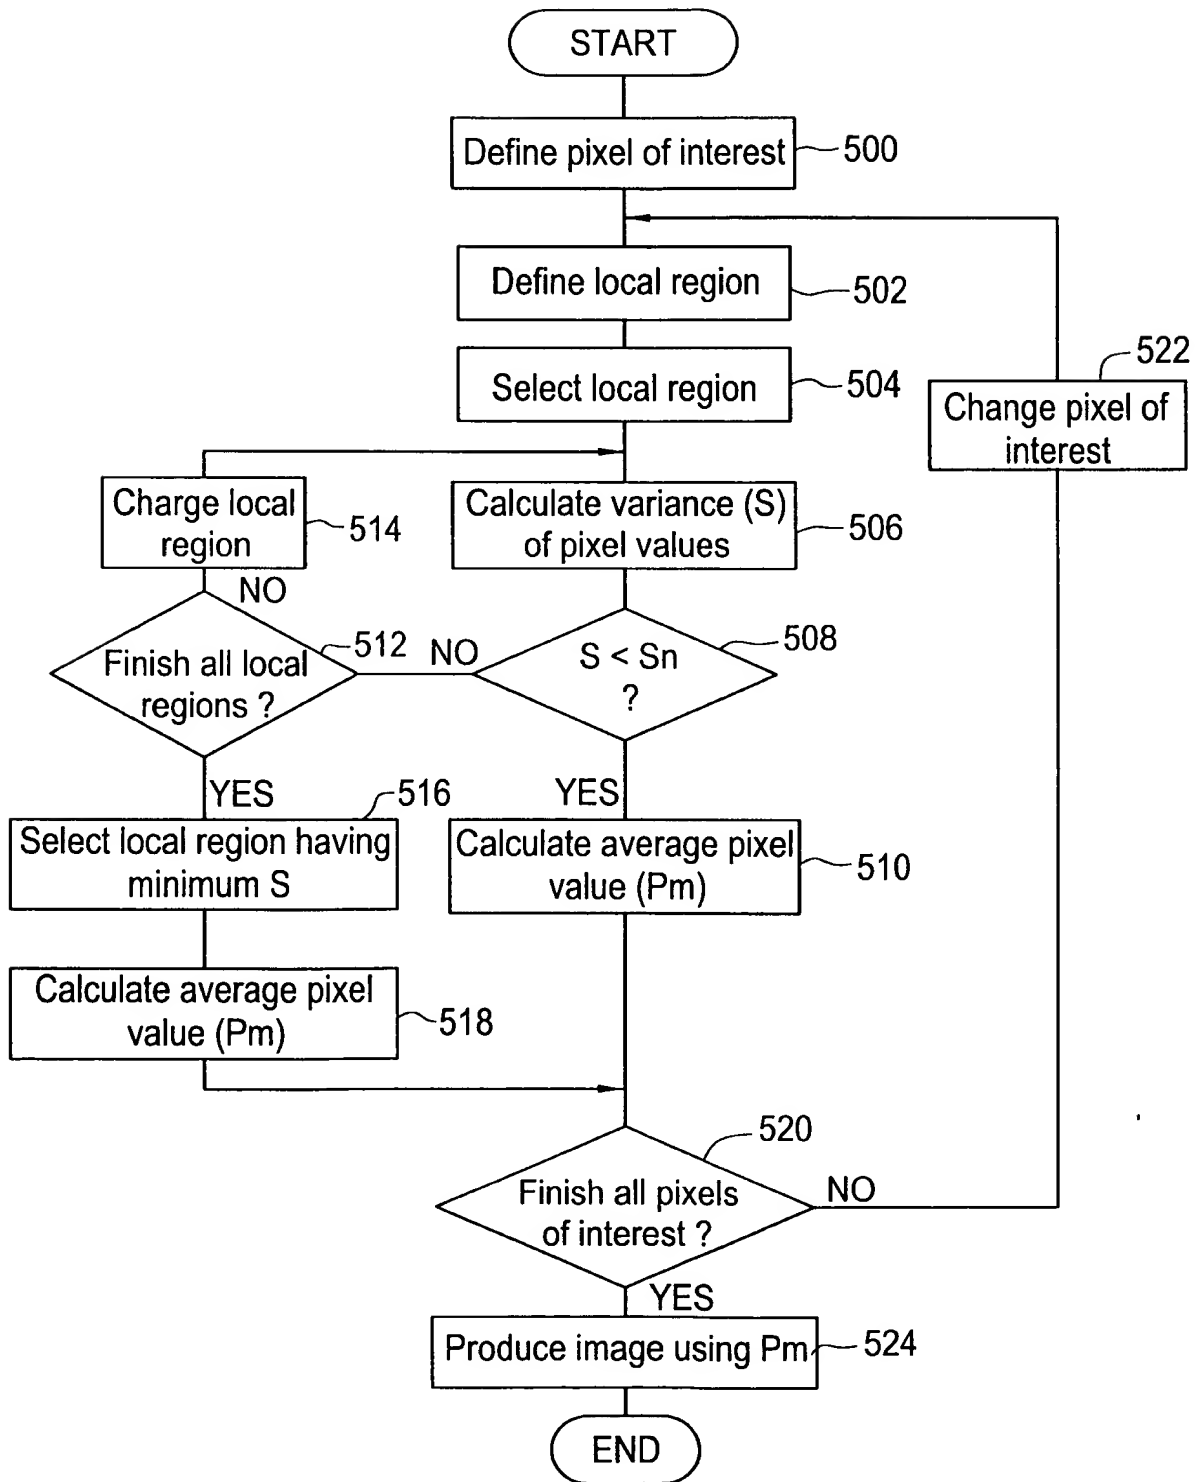 START
Define pixel of interest
500
Define local region
502
Select local region
504
522
Change pixel of
interest
Charge local
region
514
Calculate variance (S)
of pixel values
506
NO
Finish all local
regions ?
512
NO
S < Sn
?
508
YES
516
Select local region having
minimum S
YES
Calculate average pixel
value (Pm)
510
Calculate average pixel
value (Pm)
518
520
Finish all pixels
of interest ?
NO
YES
Produce image using Pm
524
END